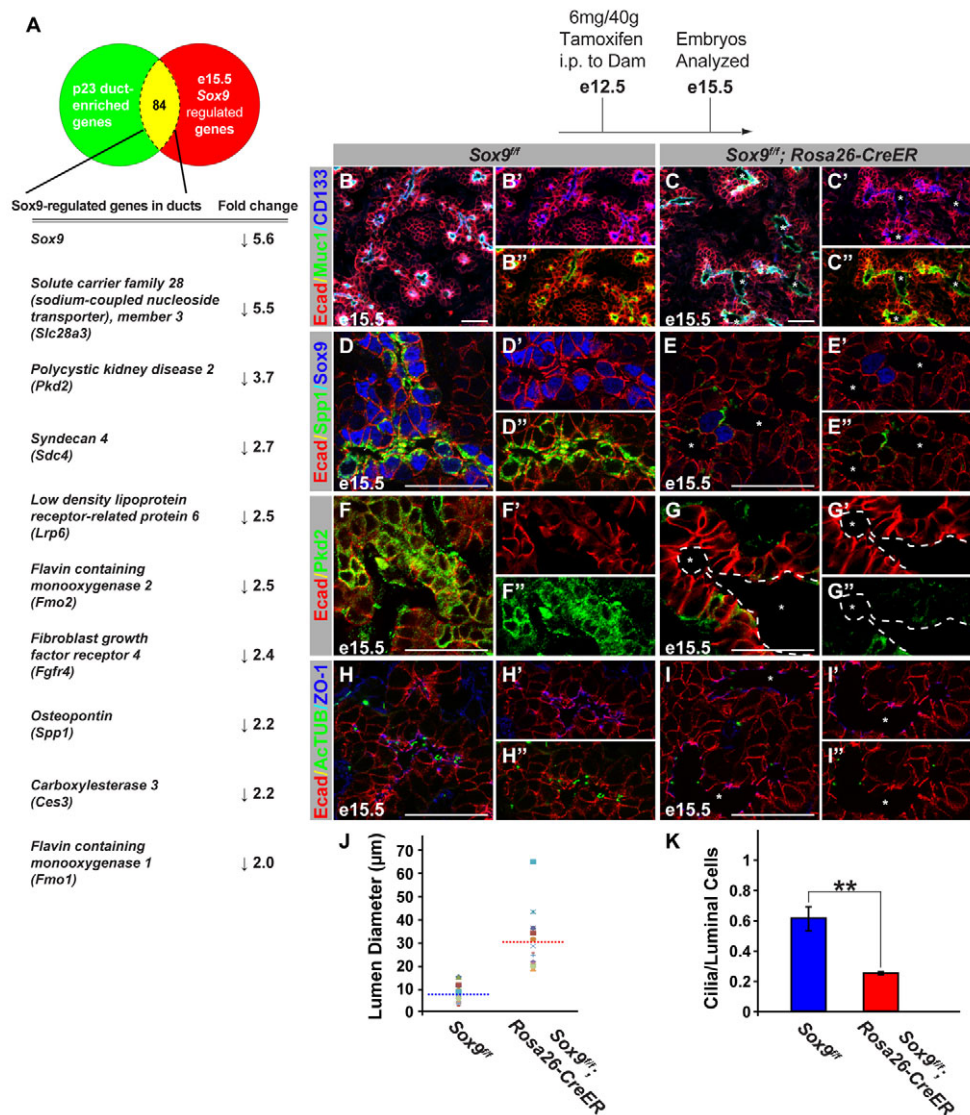 A
p23 duct-
enriched
genes
84
e15.5
Sox9
regulated
genes
Sox9-regulated genes in ducts Fold change
Sox9 ↓ 5.6
Solute carrier family 28
(sodium-coupled nucleoside
transporter), member 3
(Slc28a3)
↓ 5.5
Polycystic kidney disease 2
(Pkd2)
↓ 3.7
Syndecan 4
(Sdc4)
↓ 2.7
Low density lipoprotein
receptor-related protein 6
(Lrp6)
↓ 2.5
Flavin containing
monooxygenase 2
(Fmo2)
↓ 2.5
Fibroblast growth
factor receptor 4
(Fgfr4)
↓ 2.4
Osteopontin
(Spp1)
↓ 2.2
Carboxylesterase 3
(Ces3)
↓ 2.2
Flavin containing
monooxygenase 1
(Fmo1)
↓ 2.0
6mg/40g
Tamoxifen
i.p. to Dam
e12.5
Embryos
Analyzed
e15.5
Sox9f/f
Sox9f/f; Rosa26-CreER
Ecad/Muc1/CD133
B
e15.5
B'
B"
C
* * * * *
C'
* * *
C"
* * *
Ecad/Spp1/Sox9
D
e15.5
D'
D"
E
e15.5
* *
E'
* *
E"
* *
Ecad/Pkd2
F
e15.5
F'
F"
G
e15.5
* *
G'
* *
G"
* *
Ecad/AcTUB/ZO-1
H
e15.5
H'
H"
I
e15.5
* *
I'
*
I"
*
J
Lumen Diameter (µm)
70
60
50
40
30
20
10
0
Sox9f/f
Sox9f/f;
Rosa26-CreER
K
Cilia/Luminal Cells
1
0.8
0.6
0.4
0.2
0
**
Sox9f/f
Sox9f/f;
Rosa26-CreER